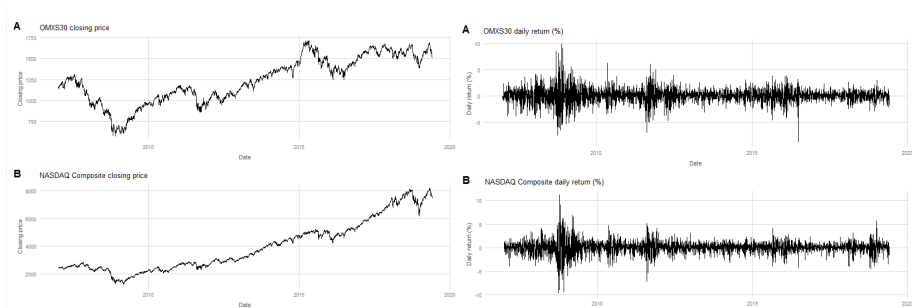 A OMXS30 closing price
1750
1500
1250
1000
750
Closing price
2010
2015
2020
Date
B NASDAQ Composite closing price
8000
6000
4000
2000
Closing price
2010
2015
2020
Date
A OMXS30 daily return (%)
10
5
0
-5
Daily return (%)
2010
2015
2020
Date
B NASDAQ Composite daily return (%)
10
5
0
-5
-10
Daily return (%)
2010
2015
2020
Date